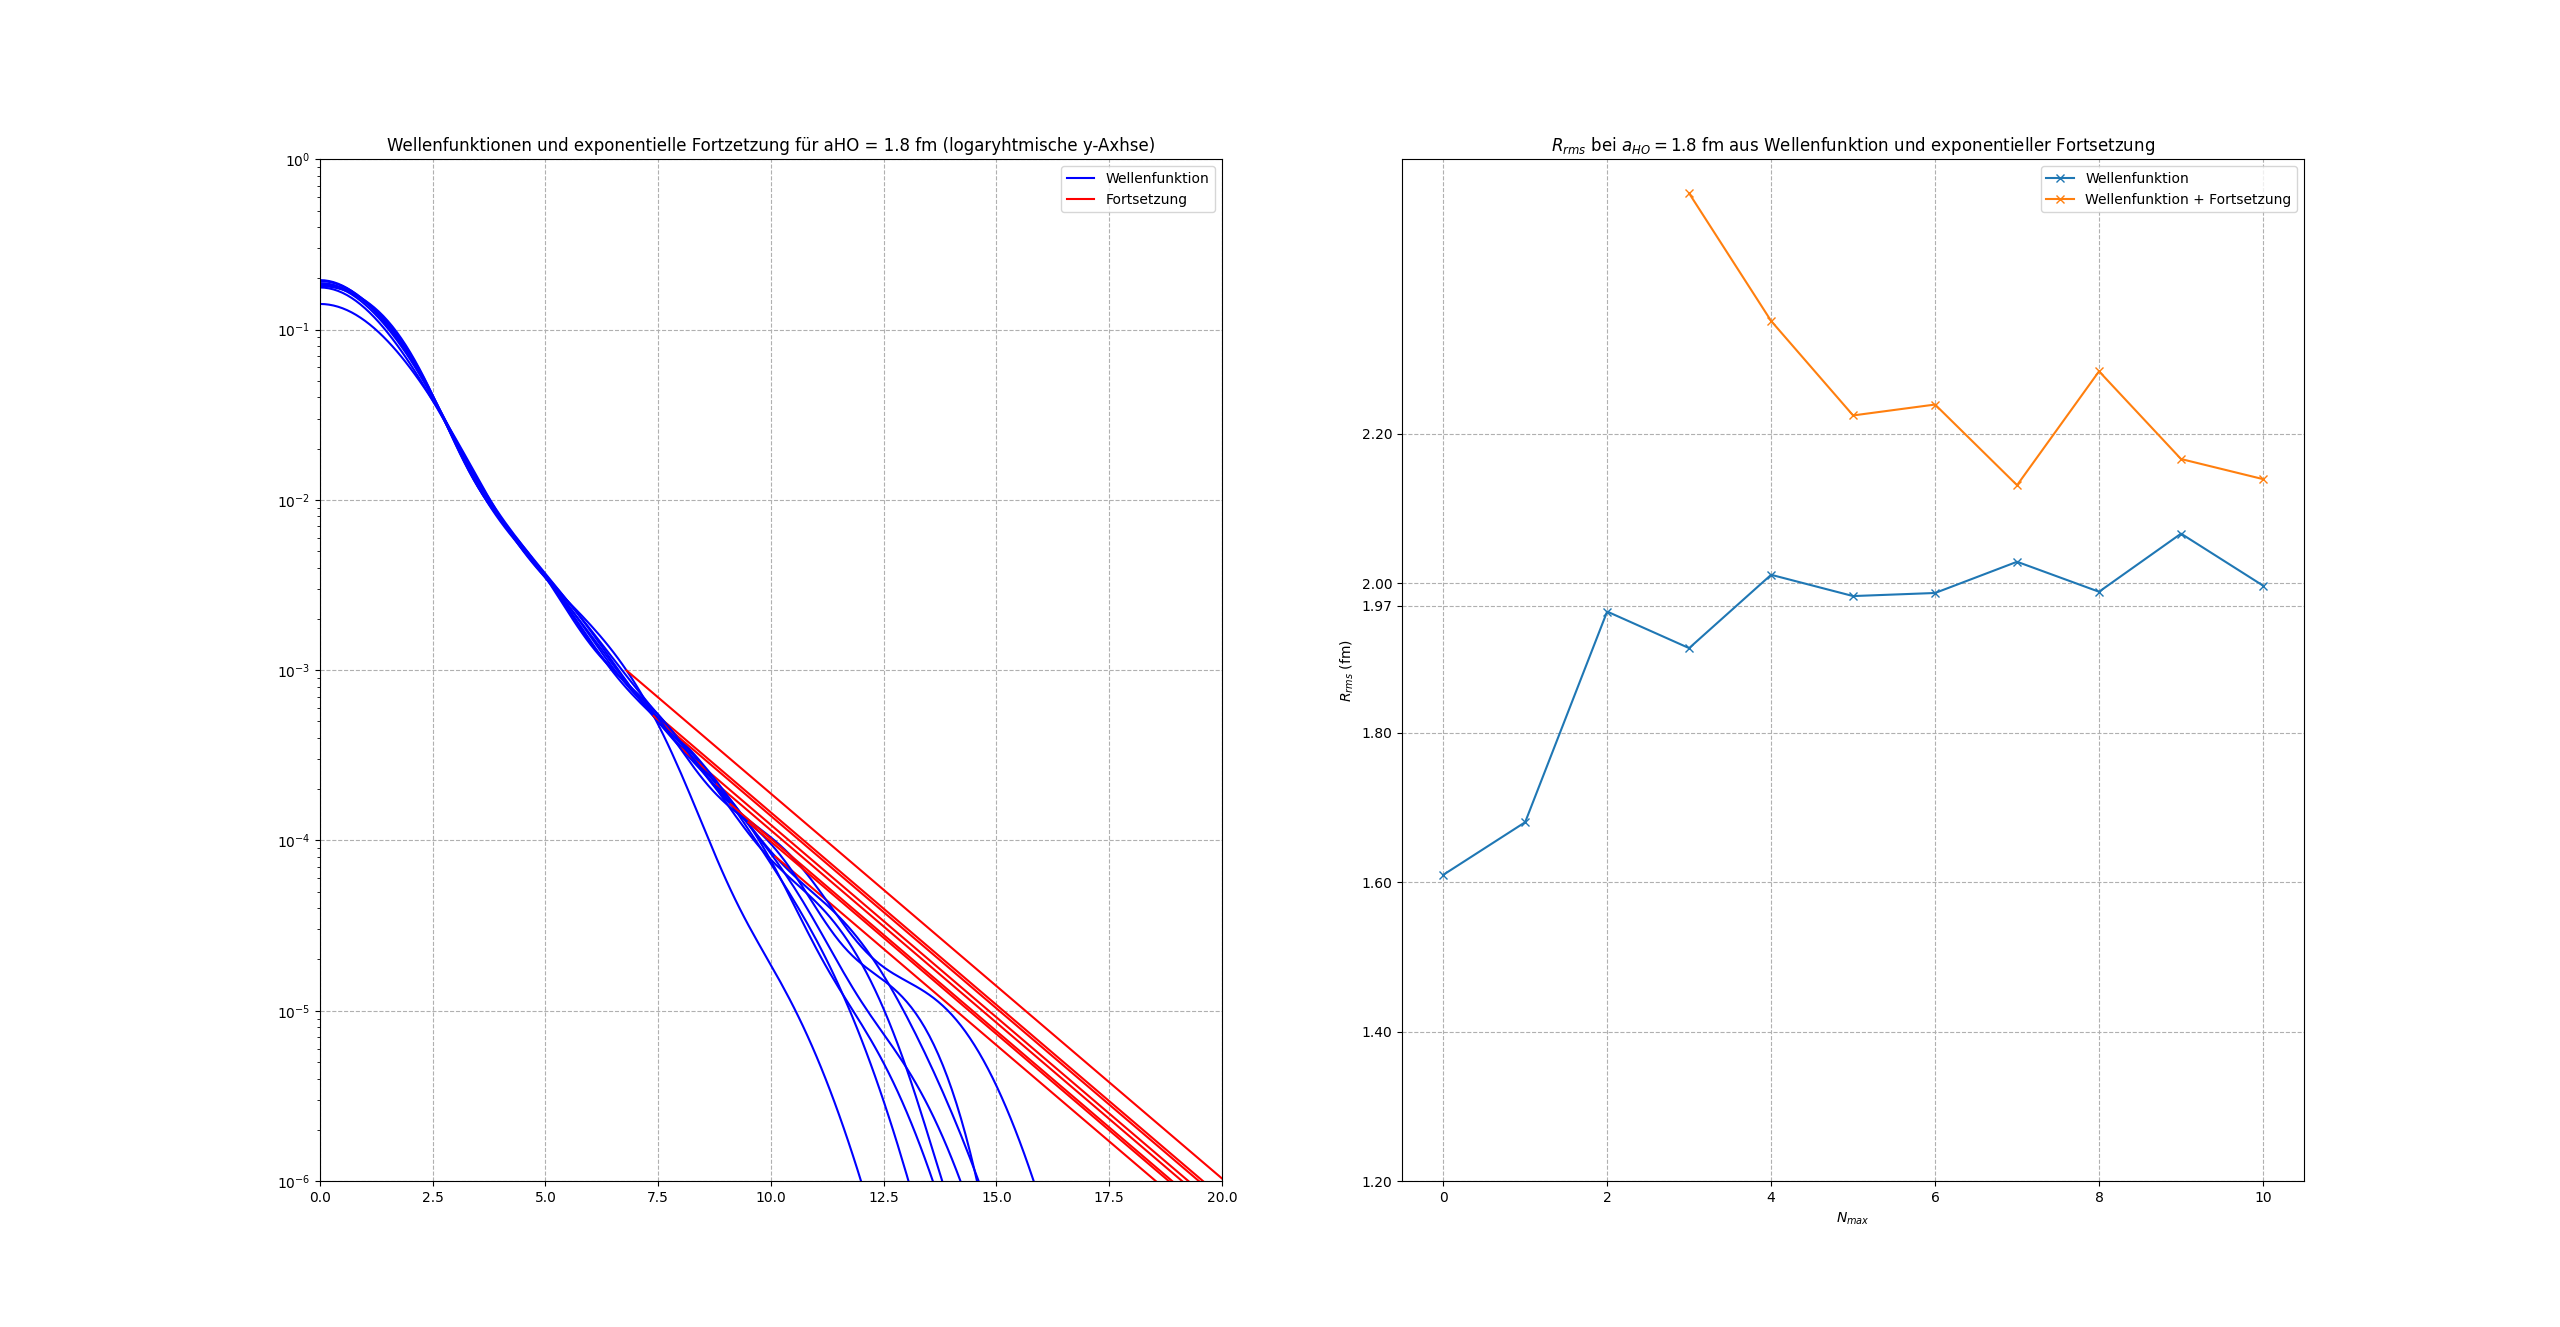 Wellenfunktionen und exponentielle Fortzetzung für aHO = 1.8 fm (logaryhtmische y-Axhse)
Wellenfunktion
Fortsetzung
10⁰
10⁻¹
10⁻²
10⁻³
10⁻⁴
10⁻⁵
10⁻⁶
0.0 2.5 5.0 7.5 10.0 12.5 15.0 17.5 20.0
R_rms bei a_HO = 1.8 fm aus Wellenfunktion und exponentieller Fortsetzung
Wellenfunktion
Wellenfunktion + Fortsetzung
2.20
2.00
1.97
1.80
1.60
1.40
1.20
R_rms (fm)
0 2 4 6 8 10
N_max